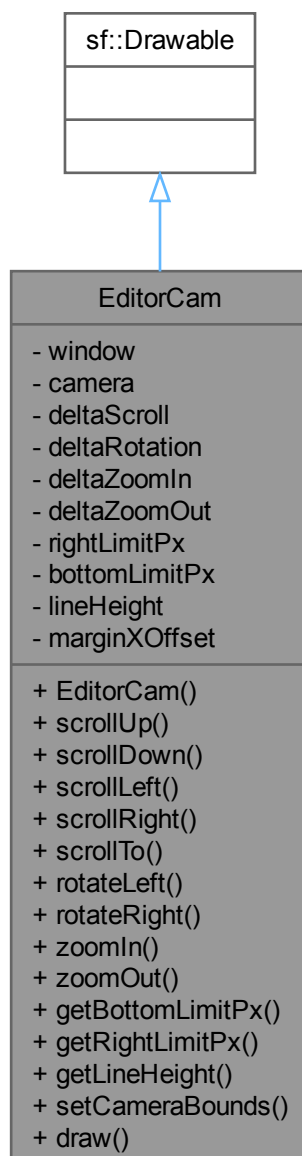 sf::Drawable
EditorCam
- window
- camera
- deltaScroll
- deltaRotation
- deltaZoomIn
- deltaZoomOut
- rightLimitPx
- bottomLimitPx
- lineHeight
- marginXOffset
+ EditorCam()
+ scrollUp()
+ scrollDown()
+ scrollLeft()
+ scrollRight()
+ scrollTo()
+ rotateLeft()
+ rotateRight()
+ zoomIn()
+ zoomOut()
+ getBottomLimitPx()
+ getRightLimitPx()
+ getLineHeight()
+ setCameraBounds()
+ draw()